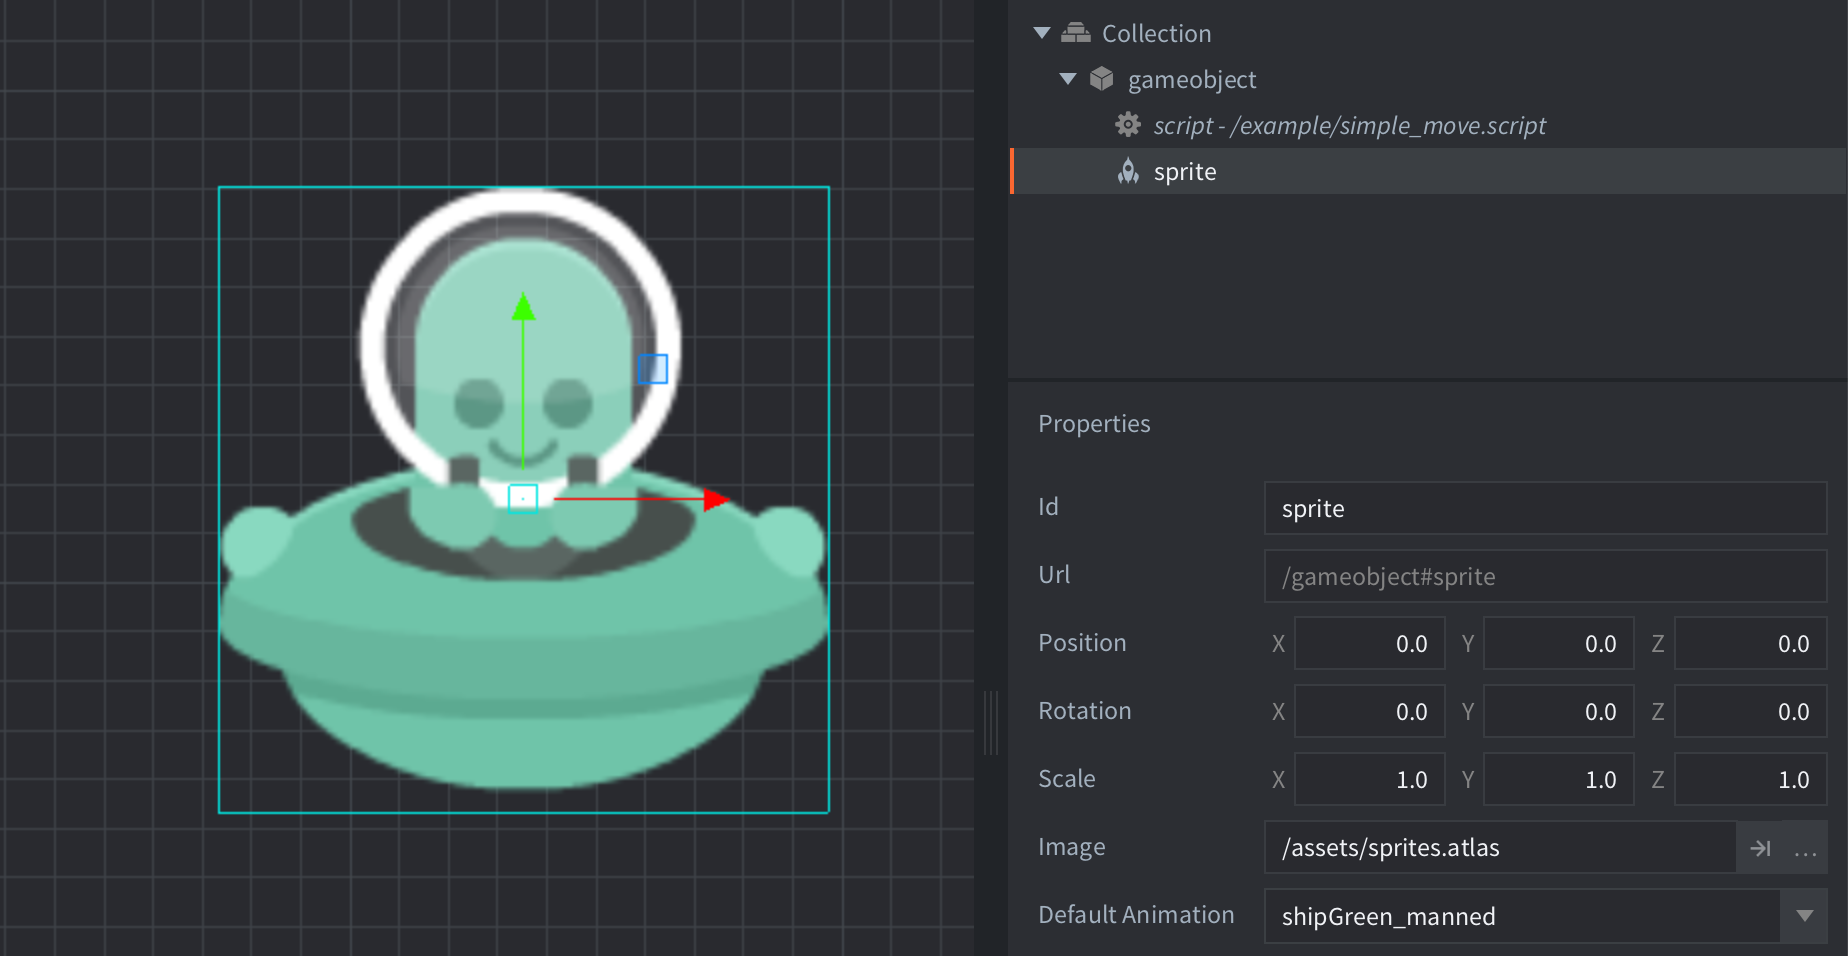 Collection
gameobject
script - /example/simple_move.script
sprite
Properties
Id sprite
Url /gameobject#sprite
Position X 0.0 Y 0.0 Z 0.0
Rotation X 0.0 Y 0.0 Z 0.0
Scale X 1.0 Y 1.0 Z 1.0
Image /assets/sprites.atlas ...
Default Animation shipGreen_manned